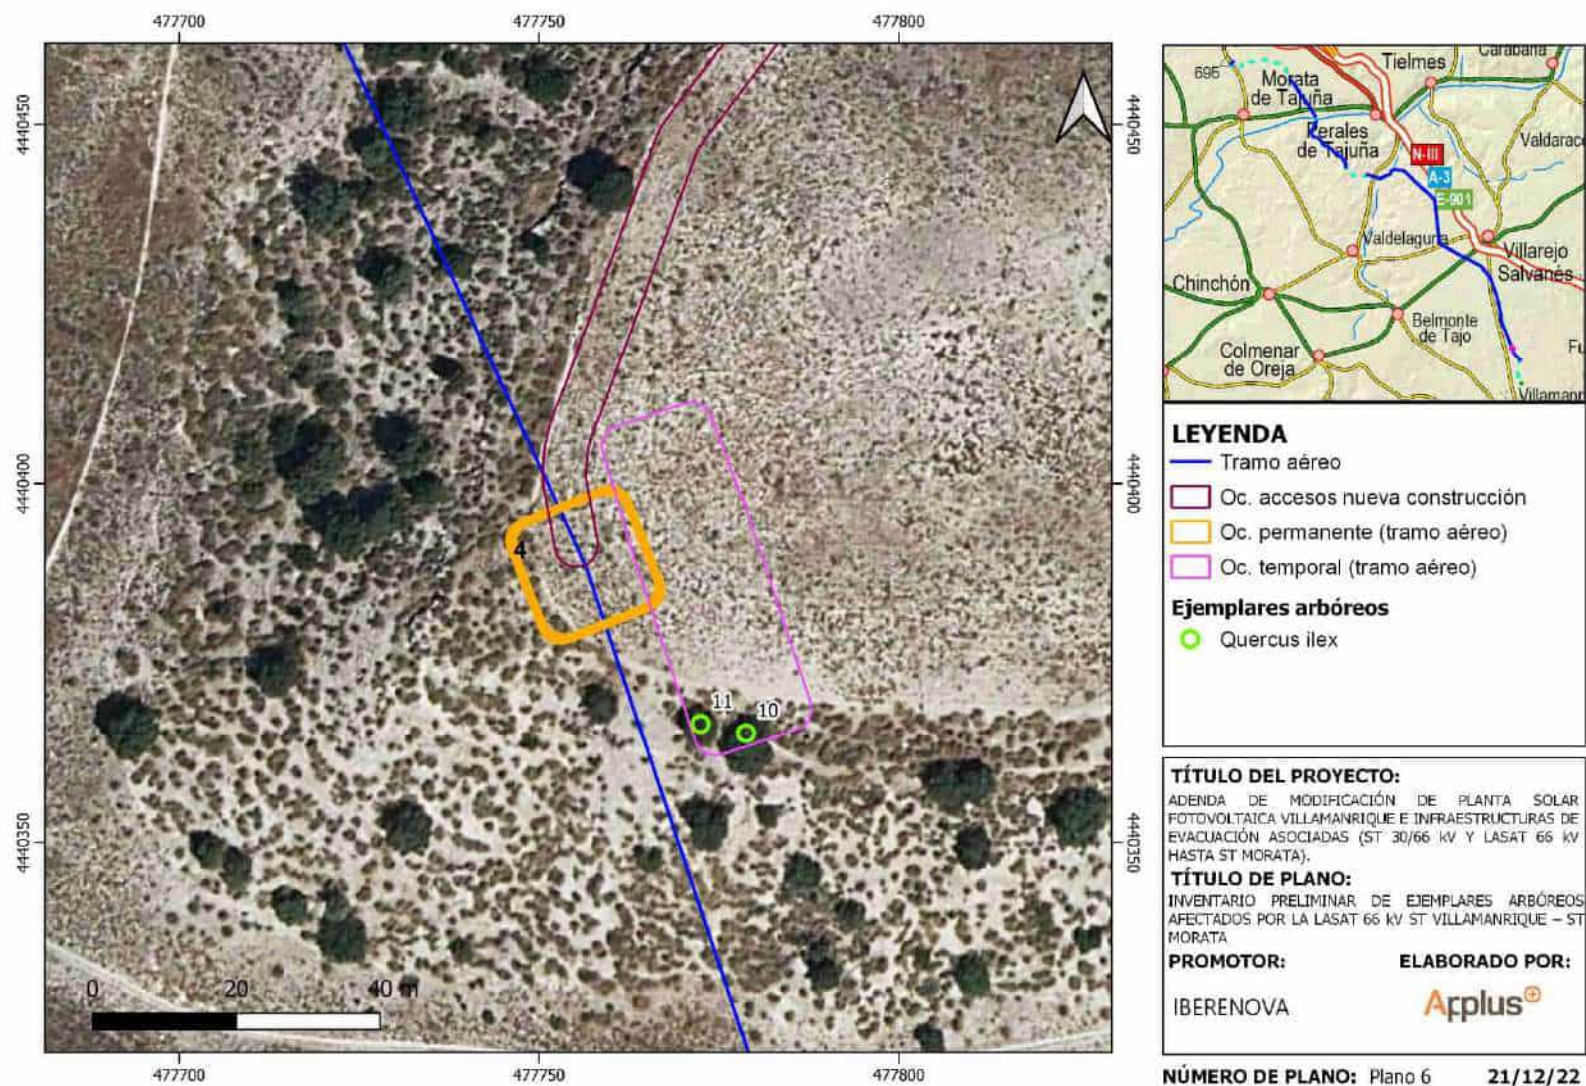 477700
477750
477800
4440450
4440400
4440350
4440450
4440400
4440350
4
11
10
0
20
40 m
477700
477750
477800
695
Morata
de Tajuña
Tielmes
Carabaña
Perales
de Tajuña
N-III
A-3
E-901
Valdarac
Valdelaguna
Villarejo
Salvanés
Chinchón
Belmonte
de Tajo
Colmenar
de Oreja
Fu
Villamanr
LEYENDA
Tramo aéreo
Oc. accesos nueva construcción
Oc. permanente (tramo aéreo)
Oc. temporal (tramo aéreo)
Ejemplares arbóreos
Quercus ilex
TÍTULO DEL PROYECTO:
ADENDA DE MODIFICACIÓN DE PLANTA SOLAR
FOTOVOLTAICA VILLAMANRIQUE E INFRAESTRUCTURAS DE
EVACUACIÓN ASOCIADAS (ST 30/66 kV Y LASAT 66 kV
HASTA ST MORATA).
TÍTULO DE PLANO:
INVENTARIO PRELIMINAR DE EJEMPLARES ARBÓREOS
AFECTADOS POR LA LASAT 66 kV ST VILLAMANRIQUE – ST
MORATA
PROMOTOR:
ELABORADO POR:
IBERENOVA
Applus+
NÚMERO DE PLANO: Plano 6
21/12/22